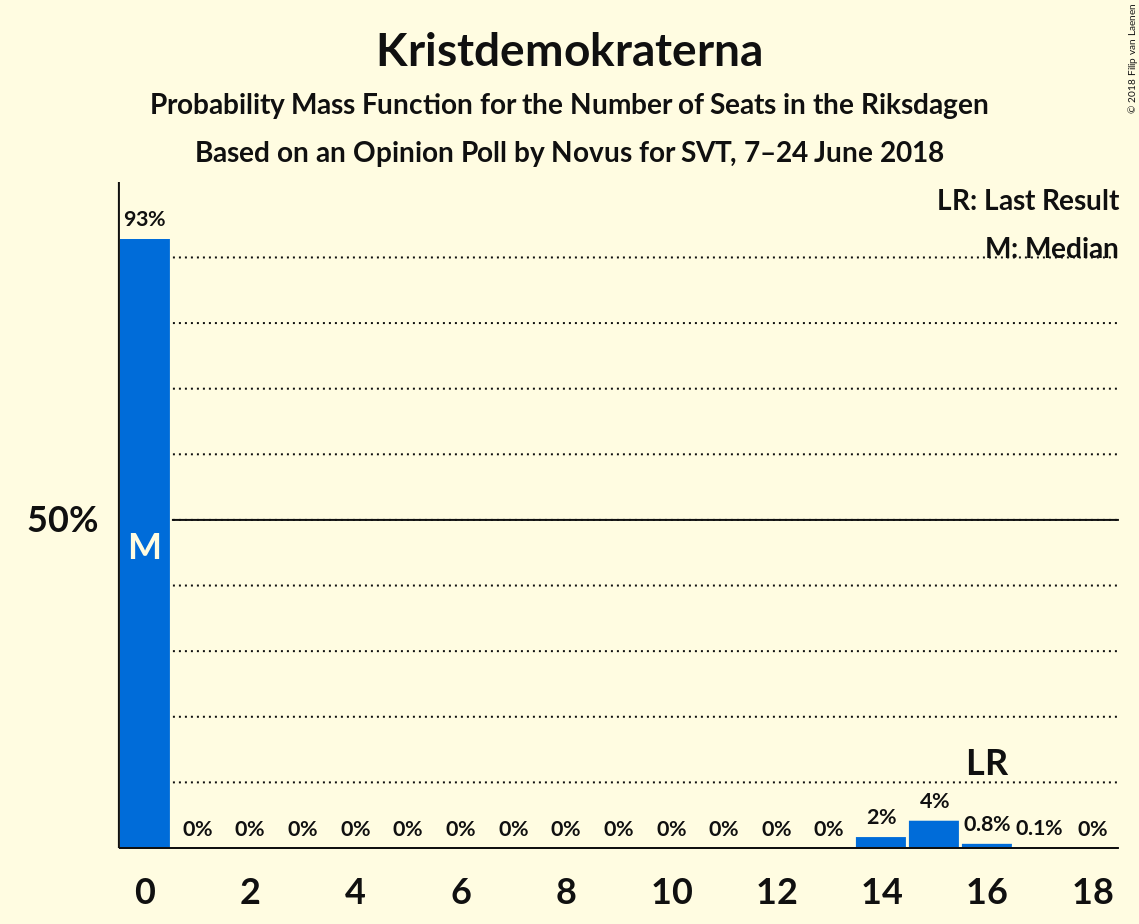 Kristdemokraterna
Probability Mass Function for the Number of Seats in the Riksdagen
Based on an Opinion Poll by Novus for SVT, 7–24 June 2018
© 2018 Filip van Laenen
LR: Last Result
M: Median
93%
50%
M
LR
0% 0% 0% 0% 0% 0% 0% 0% 0% 0% 0% 0% 0% 2% 4% 0.8% 0.1% 0%
0 2 4 6 8 10 12 14 16 18